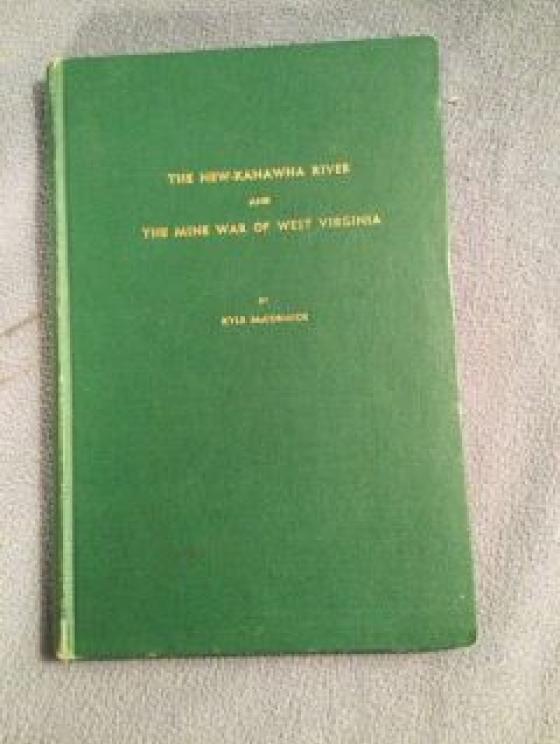 THE NEW-KANAWHA RIVER
AND
THE MINE WAR OF WEST VIRGINIA
BY
KYLE McCORMICK